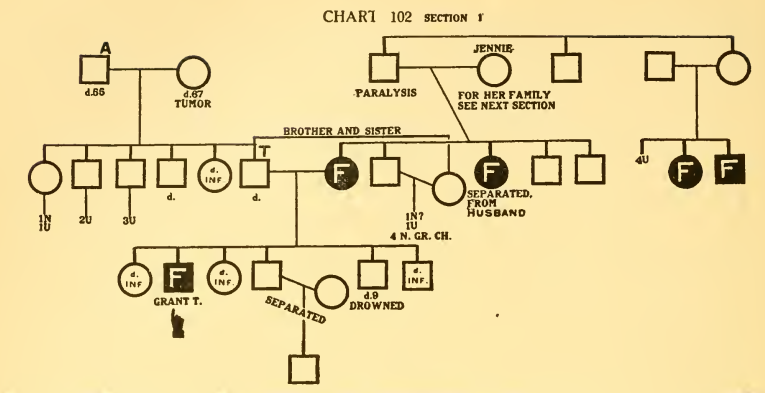 CHART 102 SECTION 1
A
d.65
d.67
TUMOR
PARALYSIS
JENNIE
FOR HER FAMILY
SEE NEXT SECTION
BROTHER AND SISTER
1N
1U
2U
3U
d.
d.
INF
T
d.
F
1N?
1U
4 N. GR. CH.
F
SEPARATED,
FROM
HUSBAND
4U
F
F
d.
INF
F
GRANT T.
d.
INF.
SEPARATED
d.9
DROWNED
d.
INF.